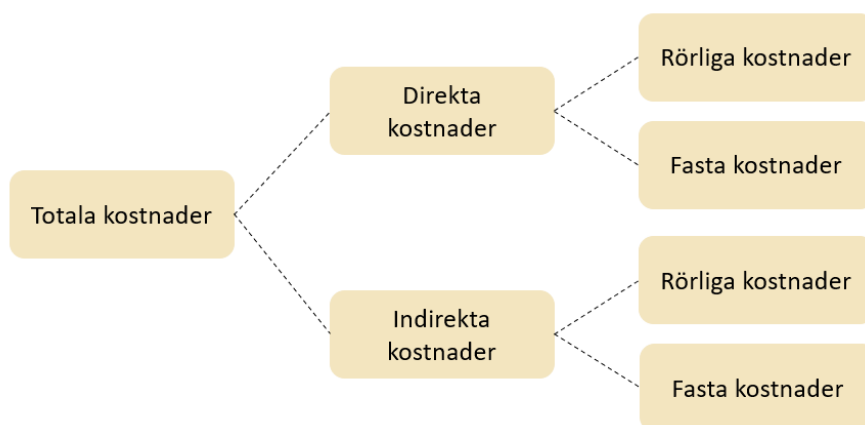 Totala kostnader
Direkta
kostnader
Rörliga kostnader
Fasta kostnader
Indirekta
kostnader
Rörliga kostnader
Fasta kostnader